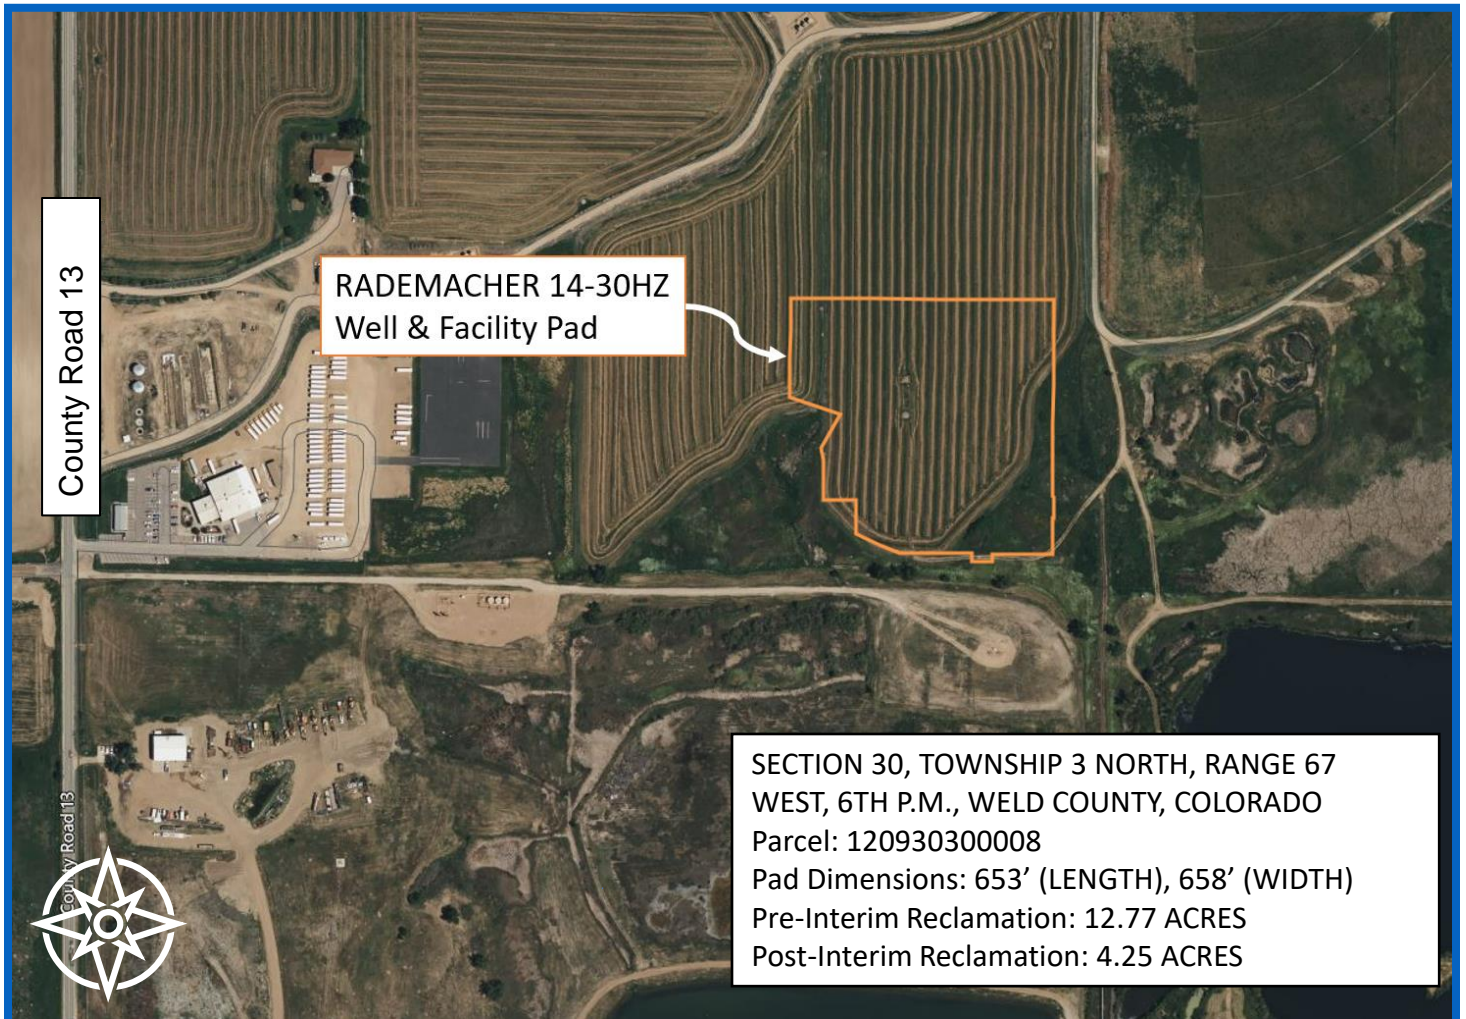 County Road 13
RADEMACHER 14-30HZ
Well & Facility Pad
SECTION 30, TOWNSHIP 3 NORTH, RANGE 67
WEST, 6TH P.M., WELD COUNTY, COLORADO
Parcel: 120930300008
Pad Dimensions: 653’ (LENGTH), 658’ (WIDTH)
Pre-Interim Reclamation: 12.77 ACRES
Post-Interim Reclamation: 4.25 ACRES
County Road 13